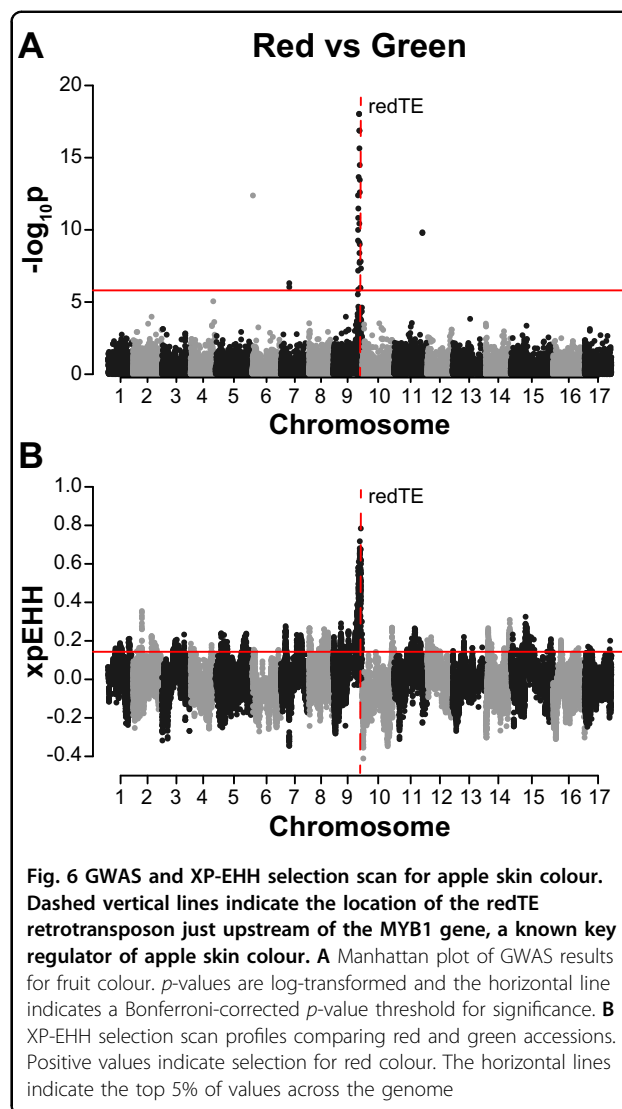 A
Red vs Green
20
15
10
5
0
-log₁₀p
redTE
1 2 3 4 5 6 7 8 9 10 11 12 13 14 15 16 17
Chromosome
B
1.0
0.8
0.6
0.4
0.2
0.0
-0.2
-0.4
xpEHH
redTE
1 2 3 4 5 6 7 8 9 10 11 12 13 14 15 16 17
Chromosome
Fig. 6 GWAS and XP-EHH selection scan for apple skin colour.
Dashed vertical lines indicate the location of the redTE
retrotransposon just upstream of the MYB1 gene, a known key
regulator of apple skin colour. A Manhattan plot of GWAS results
for fruit colour. p-values are log-transformed and the horizontal line
indicates a Bonferroni-corrected p-value threshold for significance. B
XP-EHH selection scan profiles comparing red and green accessions.
Positive values indicate selection for red colour. The horizontal lines
indicate the top 5% of values across the genome